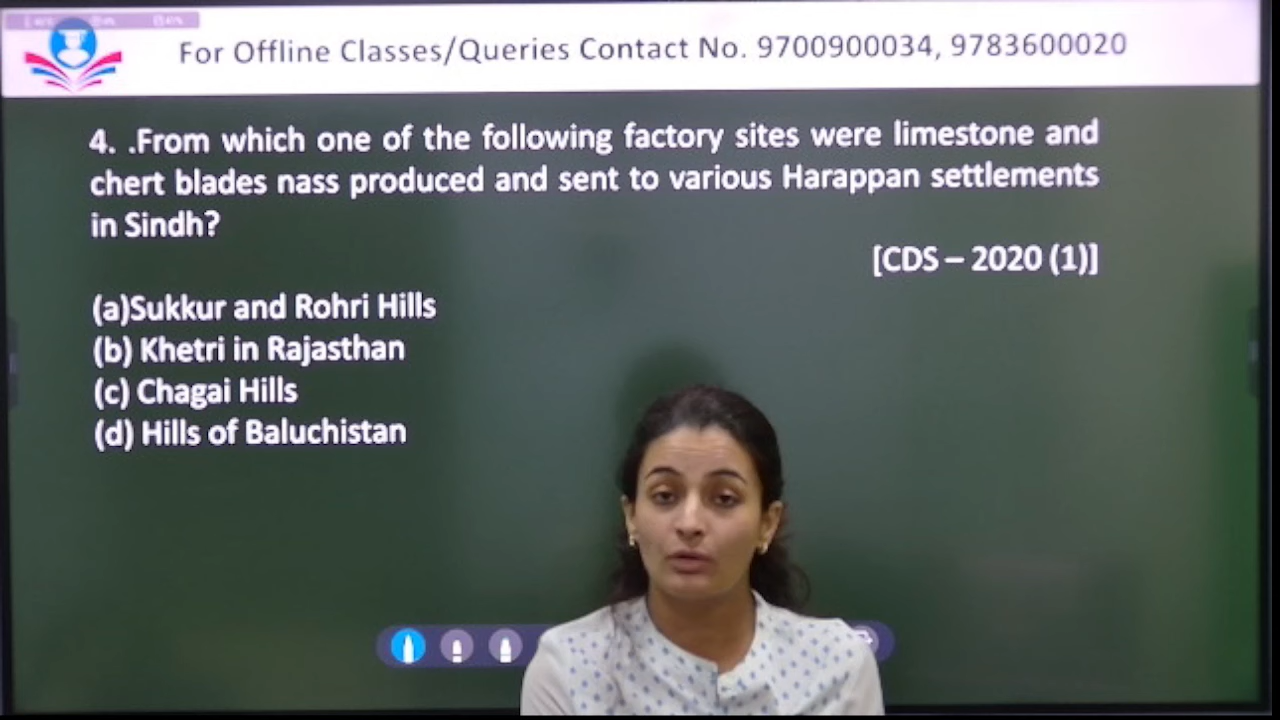 For Offline Classes/Queries Contact No. 9700900034, 9783600020
4. .From which one of the following factory sites were limestone and
chert blades nass produced and sent to various Harappan settlements
in Sindh?
[CDS – 2020 (1)]
(a)Sukkur and Rohri Hills
(b) Khetri in Rajasthan
(c) Chagai Hills
(d) Hills of Baluchistan